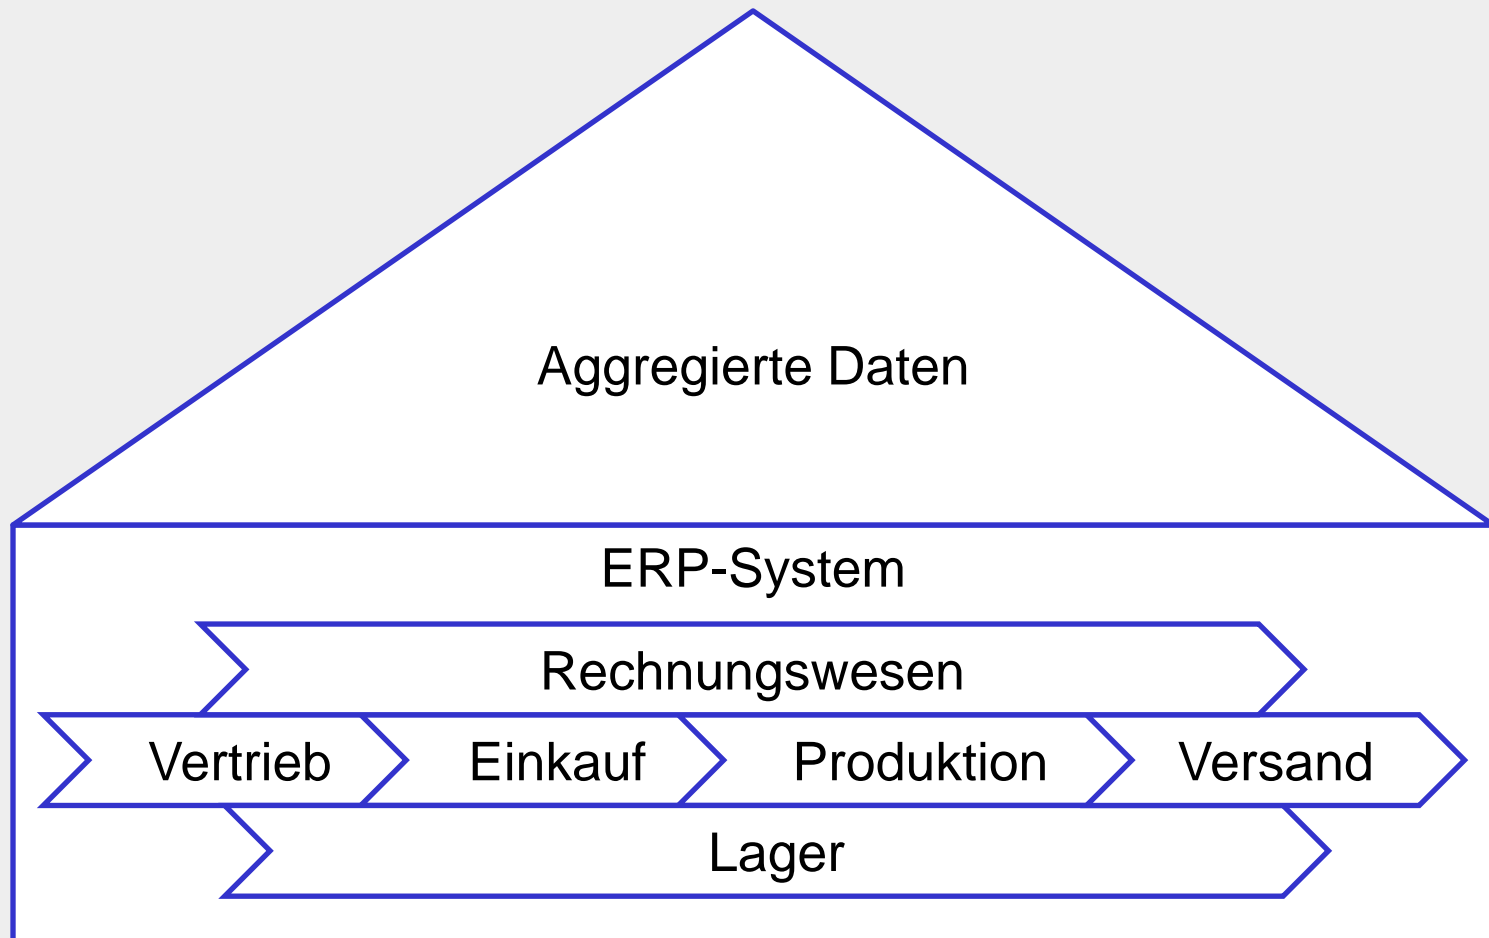 Aggregierte Daten
ERP-System
Rechnungswesen
Vertrieb Einkauf Produktion Versand
Lager